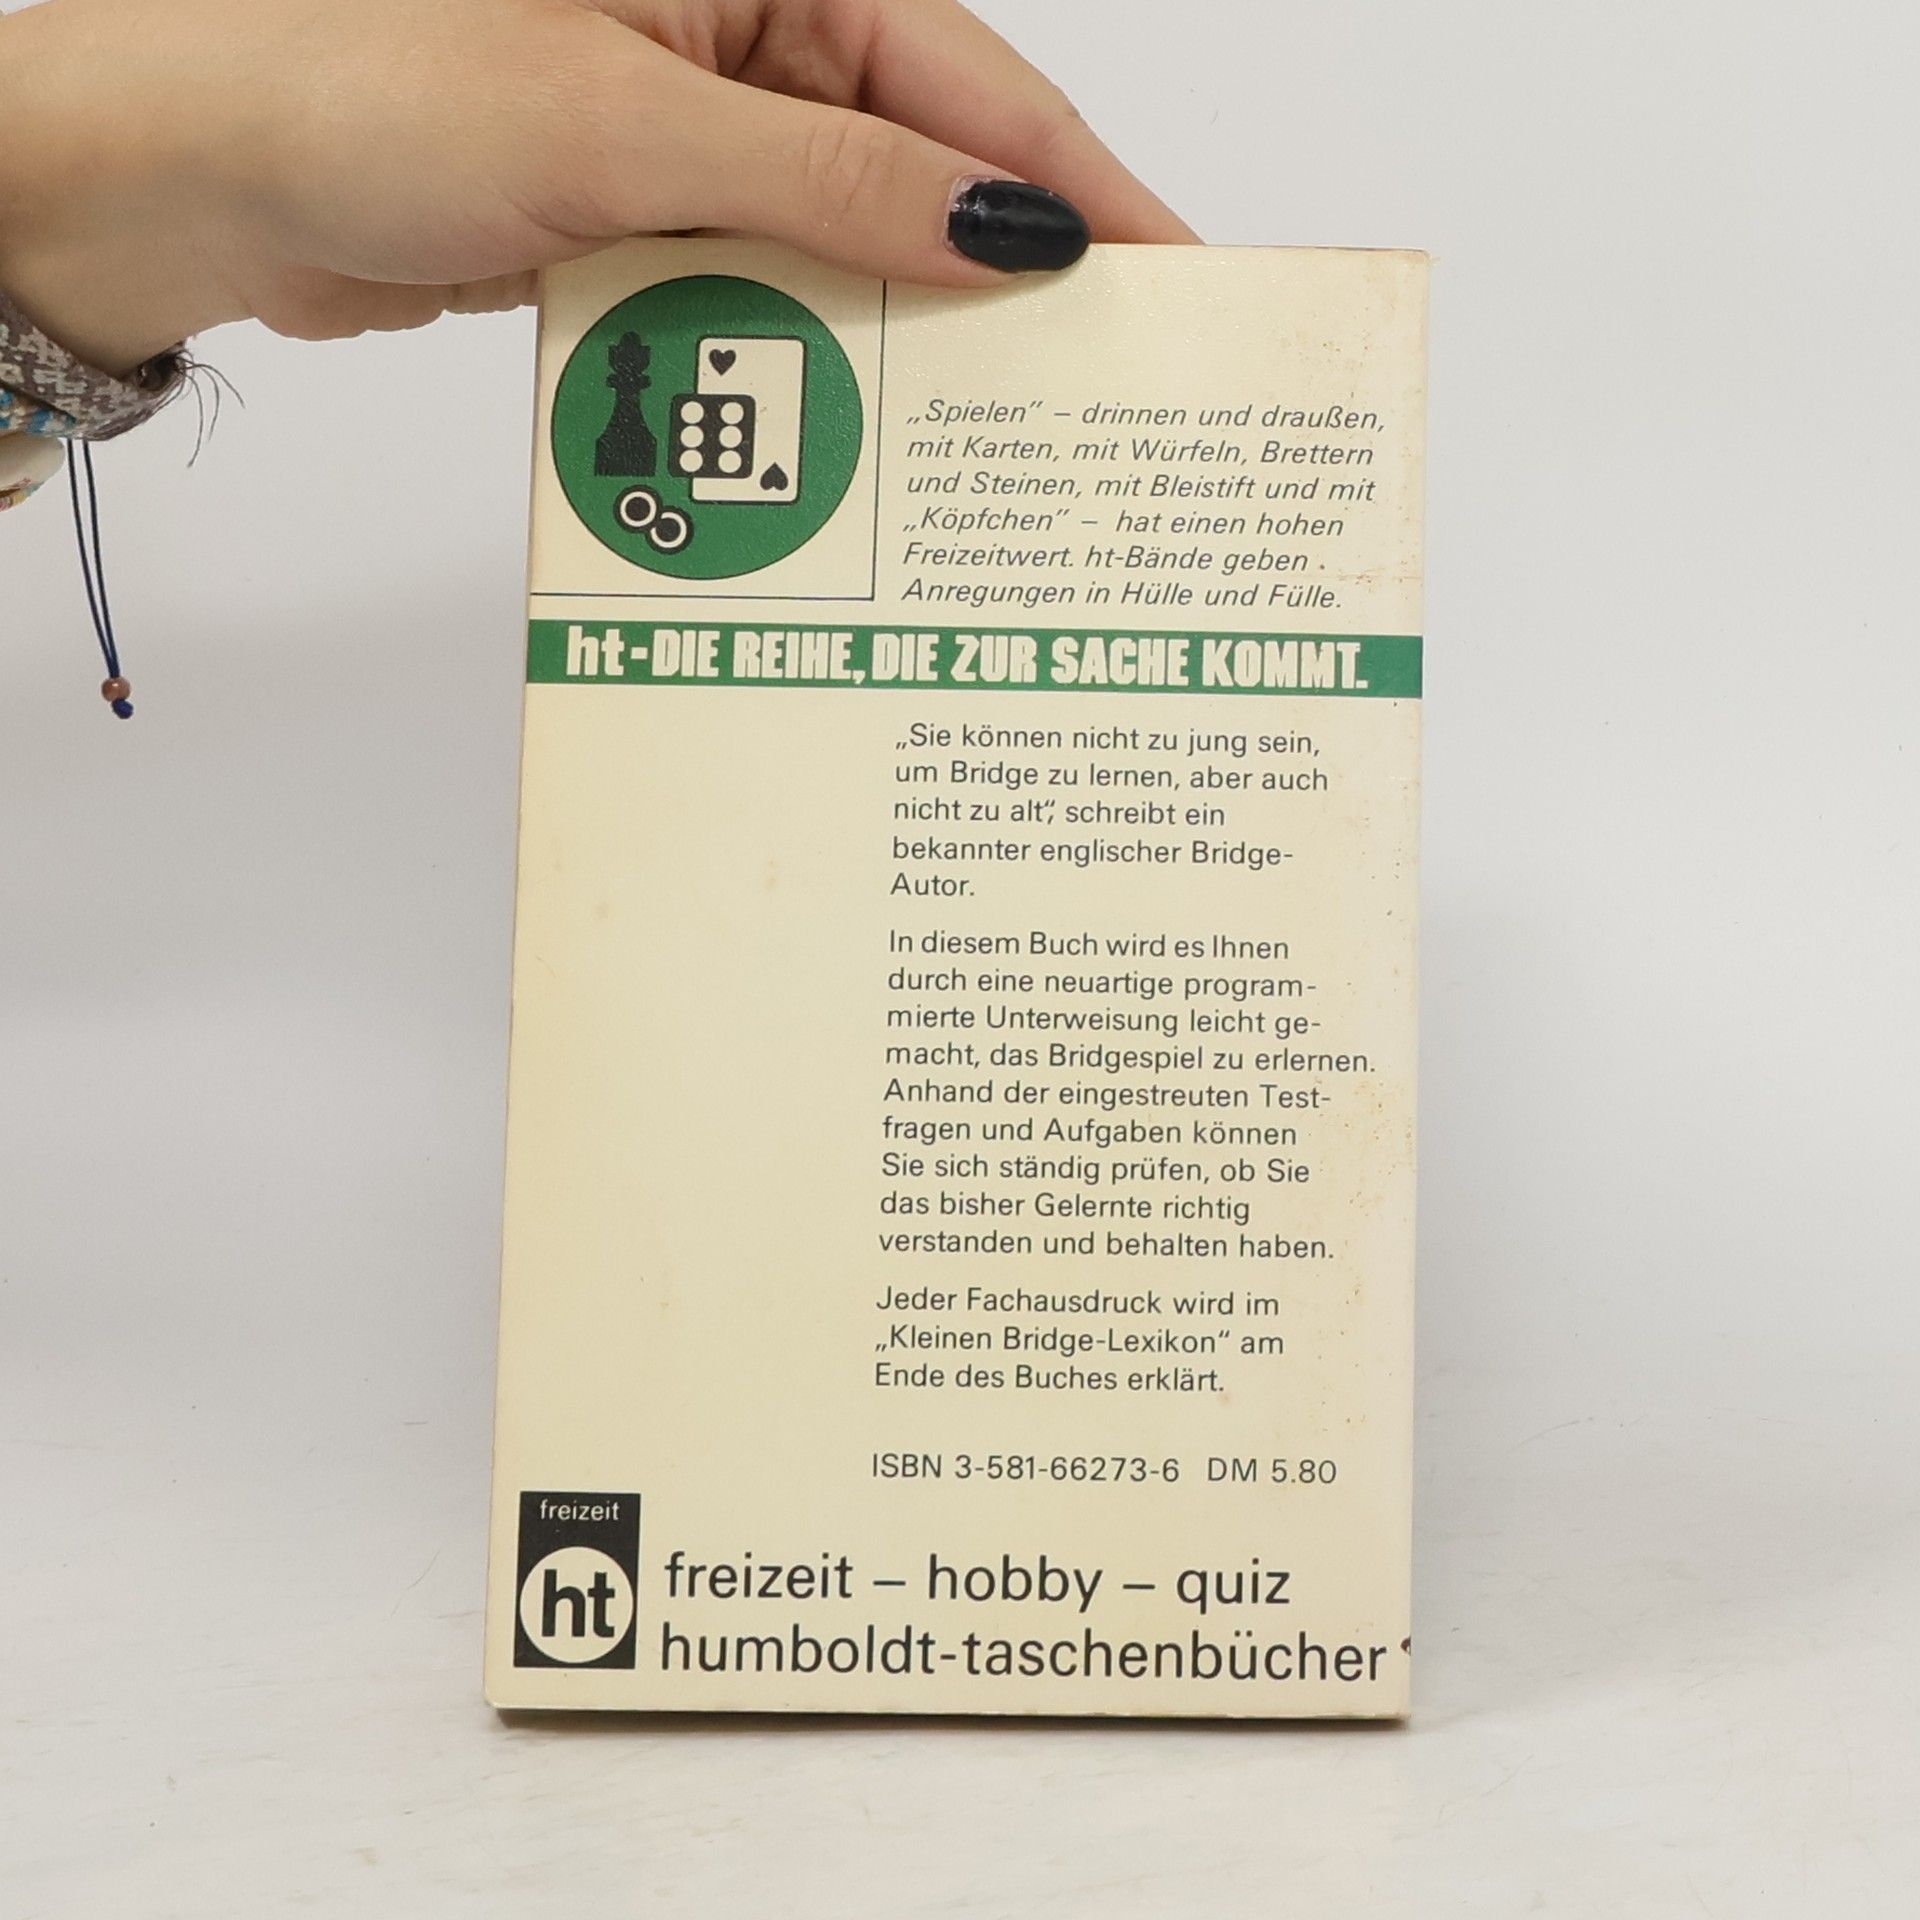 „Spielen" – drinnen und draußen,
mit Karten, mit Würfeln, Brettern
und Steinen, mit Bleistift und mit
„Köpfchen" – hat einen hohen
Freizeitwert. ht-Bände geben
Anregungen in Hülle und Fülle.
ht-DIE REIHE, DIE ZUR SACHE KOMMT.
„Sie können nicht zu jung sein,
um Bridge zu lernen, aber auch
nicht zu alt“, schreibt ein
bekannter englischer Bridge-
Autor.
In diesem Buch wird es Ihnen
durch eine neuartige program-
mierte Unterweisung leicht ge-
macht, das Bridgespiel zu erlernen.
Anhand der eingestreuten Test-
fragen und Aufgaben können
Sie sich ständig prüfen, ob Sie
das bisher Gelernte richtig
verstanden und behalten haben.
Jeder Fachausdruck wird im
„Kleinen Bridge-Lexikon“ am
Ende des Buches erklärt.
ISBN 3-581-66273-6 DM 5.80
freizeit
ht
freizeit – hobby – quiz
humboldt-taschenbücher